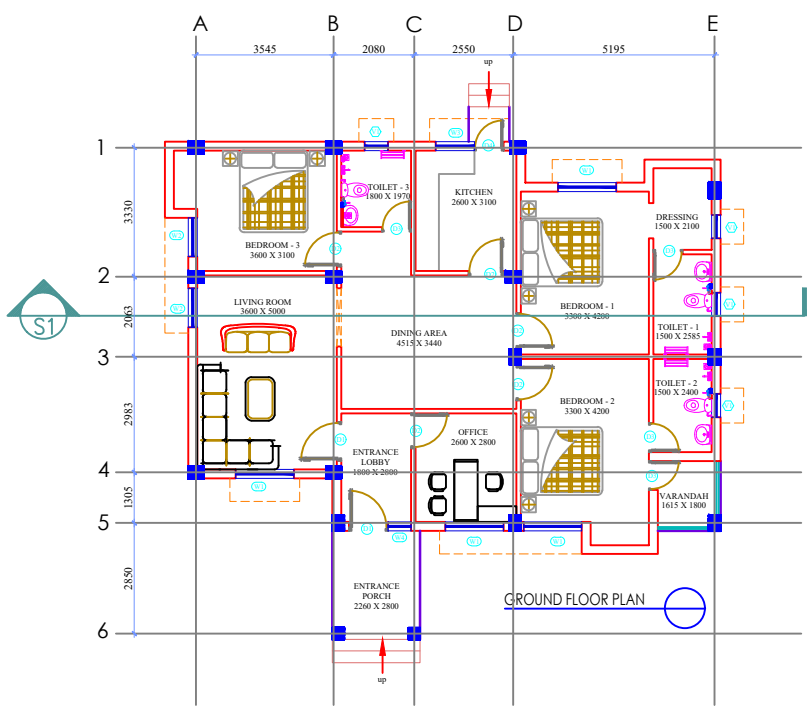 A B C D E
3545 2080 2550 5195
up
1
TOILET - 3
1800 X 1970
KITCHEN
2600 X 3100
DRESSING
1500 X 2100
3330
BEDROOM - 3
3600 X 3100
2
LIVING ROOM
3600 X 5000
BEDROOM - 1
3300 X 4200
2063
S1
DINING AREA
4515 X 3440
TOILET - 1
1500 X 2585
3
TOILET - 2
1500 X 2400
BEDROOM - 2
3300 X 4200
2983
OFFICE
2600 X 2800
ENTRANCE
LOBBY
1800 X 2800
4
VARANDAH
1615 X 1800
1305
5
2850
ENTRANCE
PORCH
2260 X 2800
GROUND FLOOR PLAN
6
up